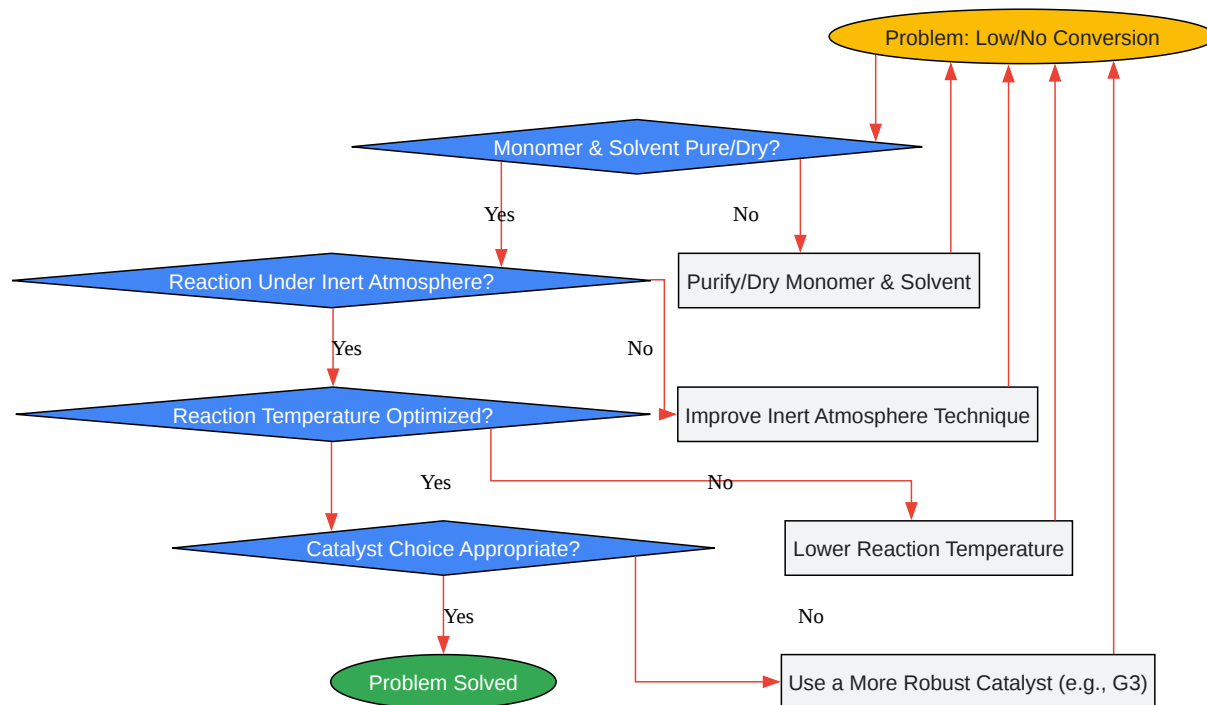 Problem: Low/No Conversion
Monomer & Solvent Pure/Dry?
Yes
No
Reaction Under Inert Atmosphere?
Purify/Dry Monomer & Solvent
Yes
No
Reaction Temperature Optimized?
Improve Inert Atmosphere Technique
Yes
No
Catalyst Choice Appropriate?
Lower Reaction Temperature
Yes
No
Problem Solved
Use a More Robust Catalyst (e.g., G3)